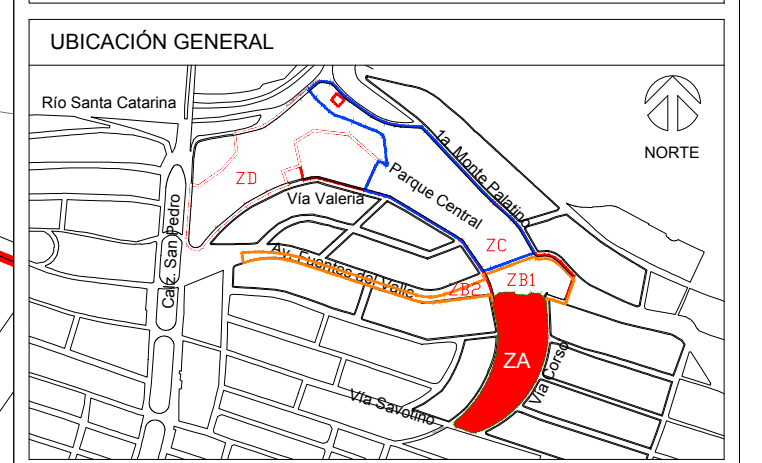 UBICACIÓN GENERAL
Río Santa Catarina
NORTE
1a. Monte Palatino
Parque Central
ZD
Vía Valeria
Calz. San Pedro
ZC
Av. Fuentes del Valle
ZB2
ZB1
ZA
Vía Corso
Vía Savotino